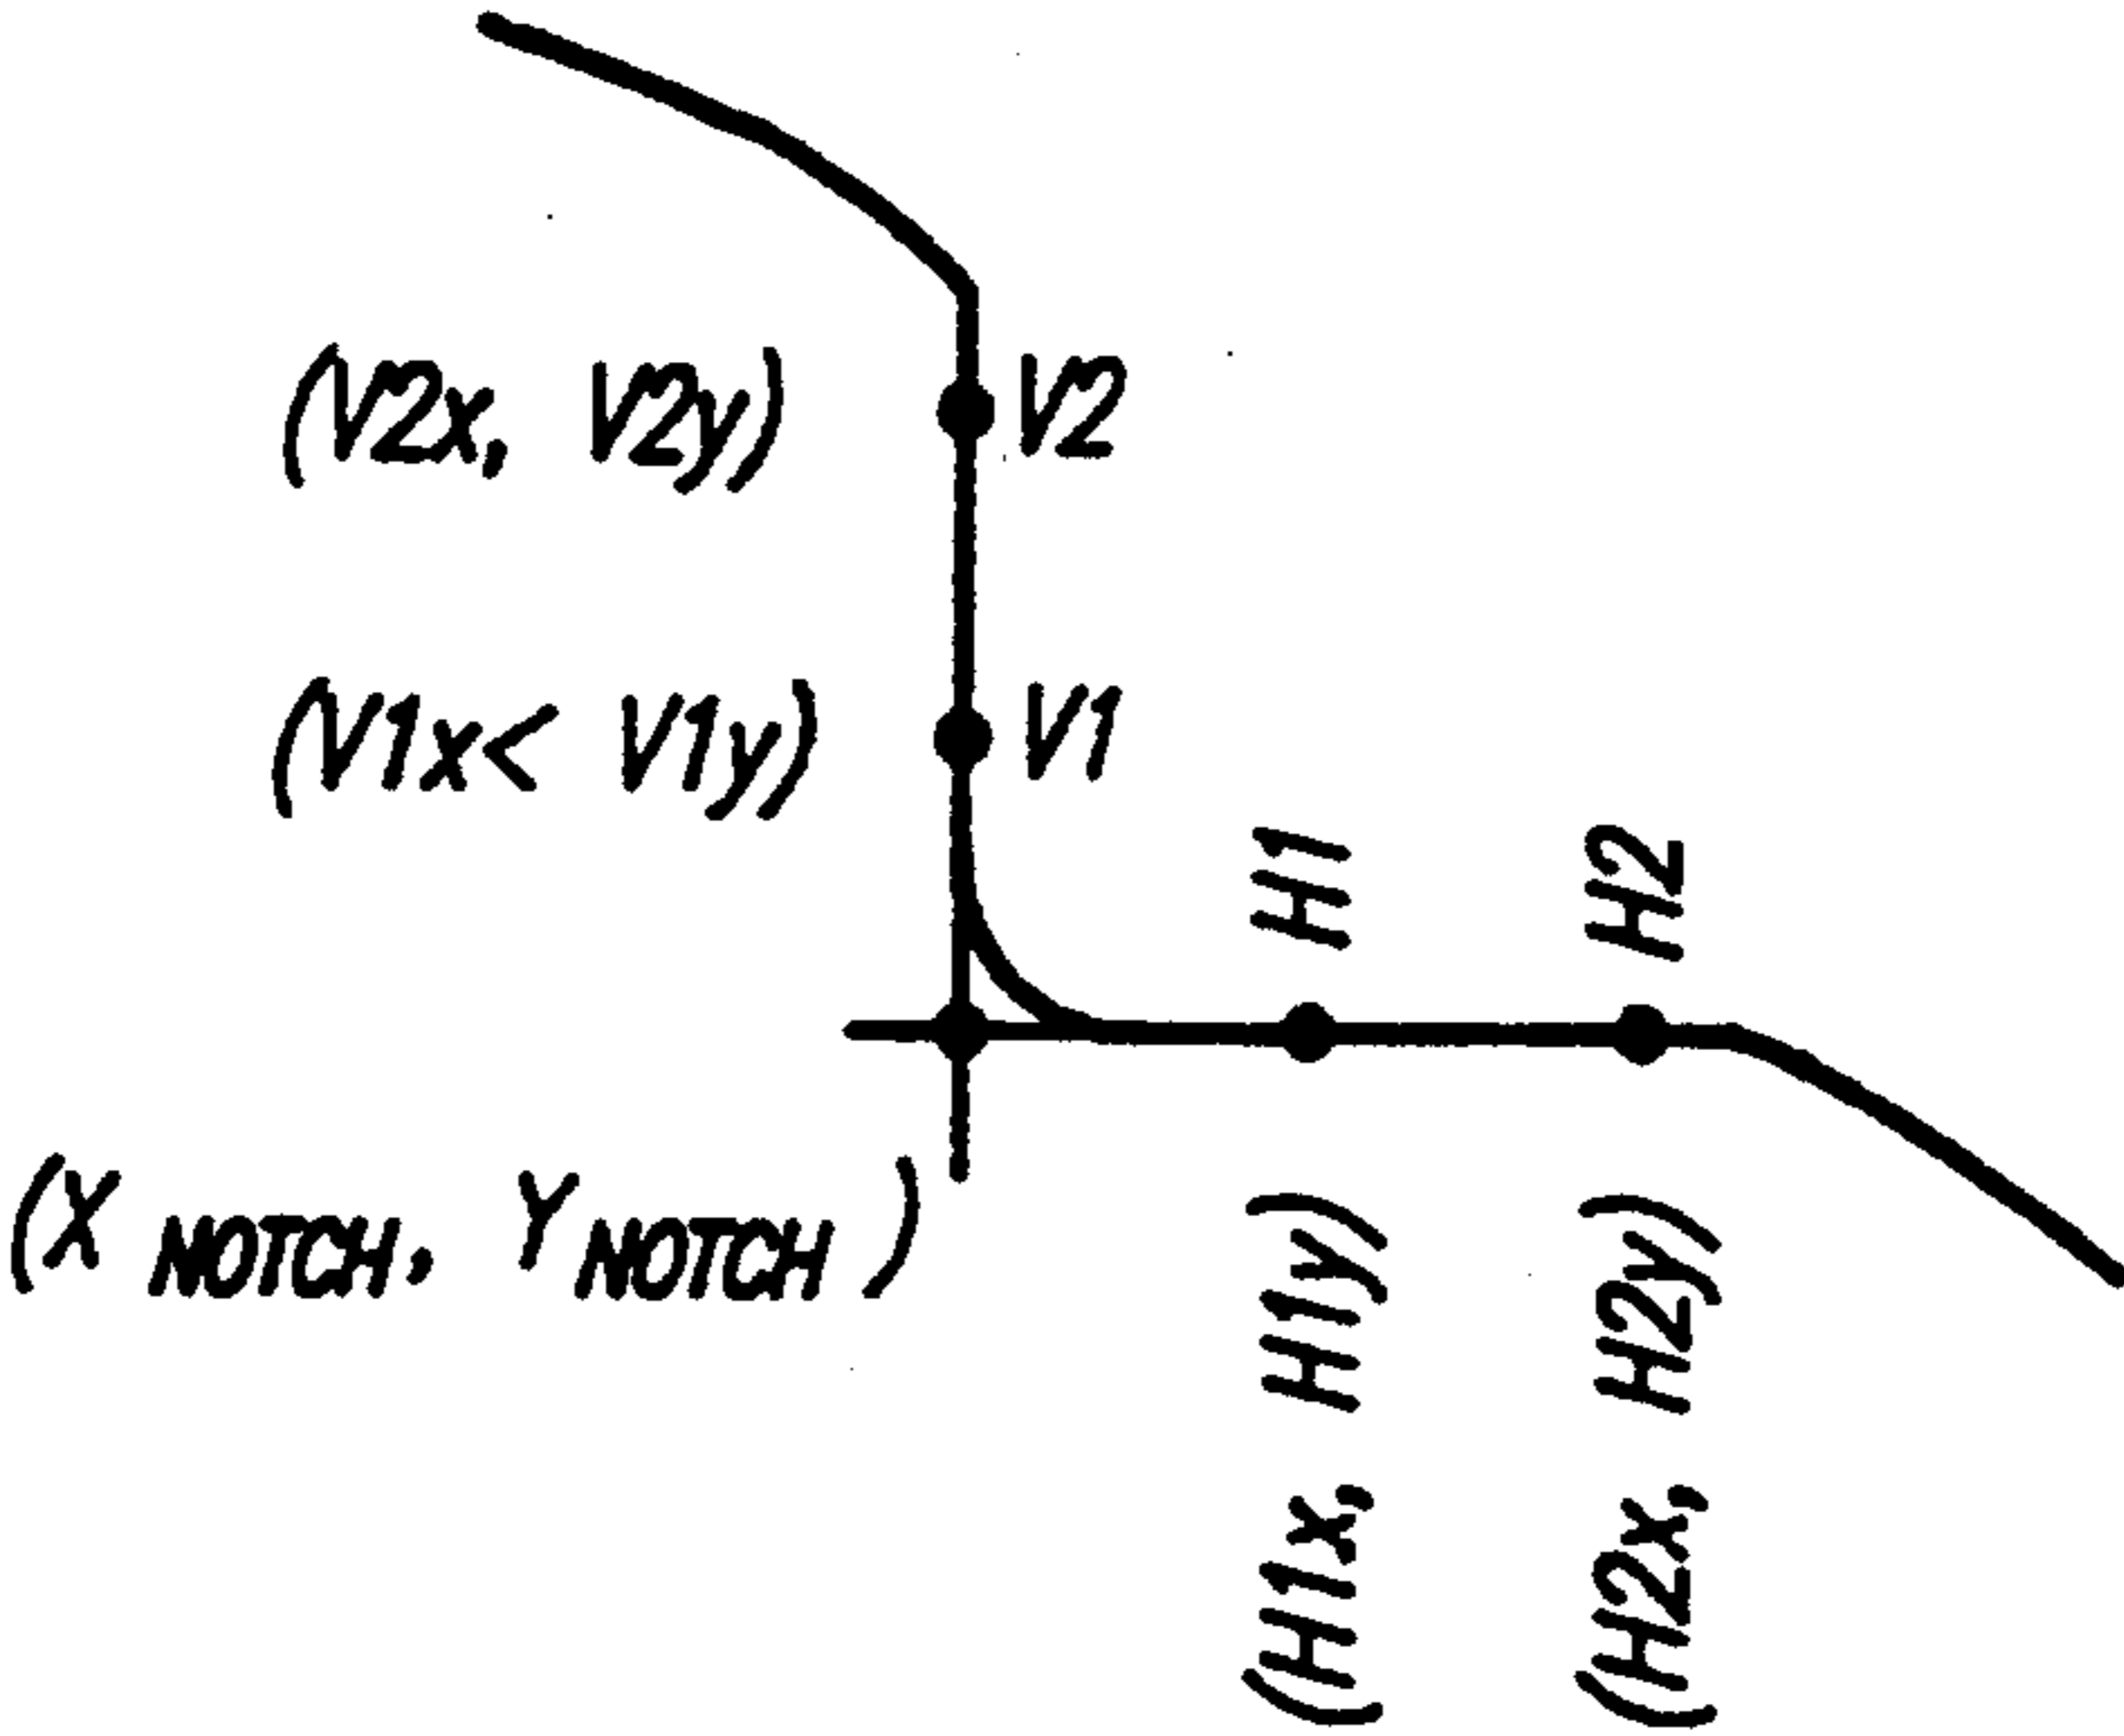 (V2x, V2y) V2
(V1x< V1y) V1
H1
H2
(X NOTCH, Y NOTCH )
(H1x, H1y)
(H2x, H2y)